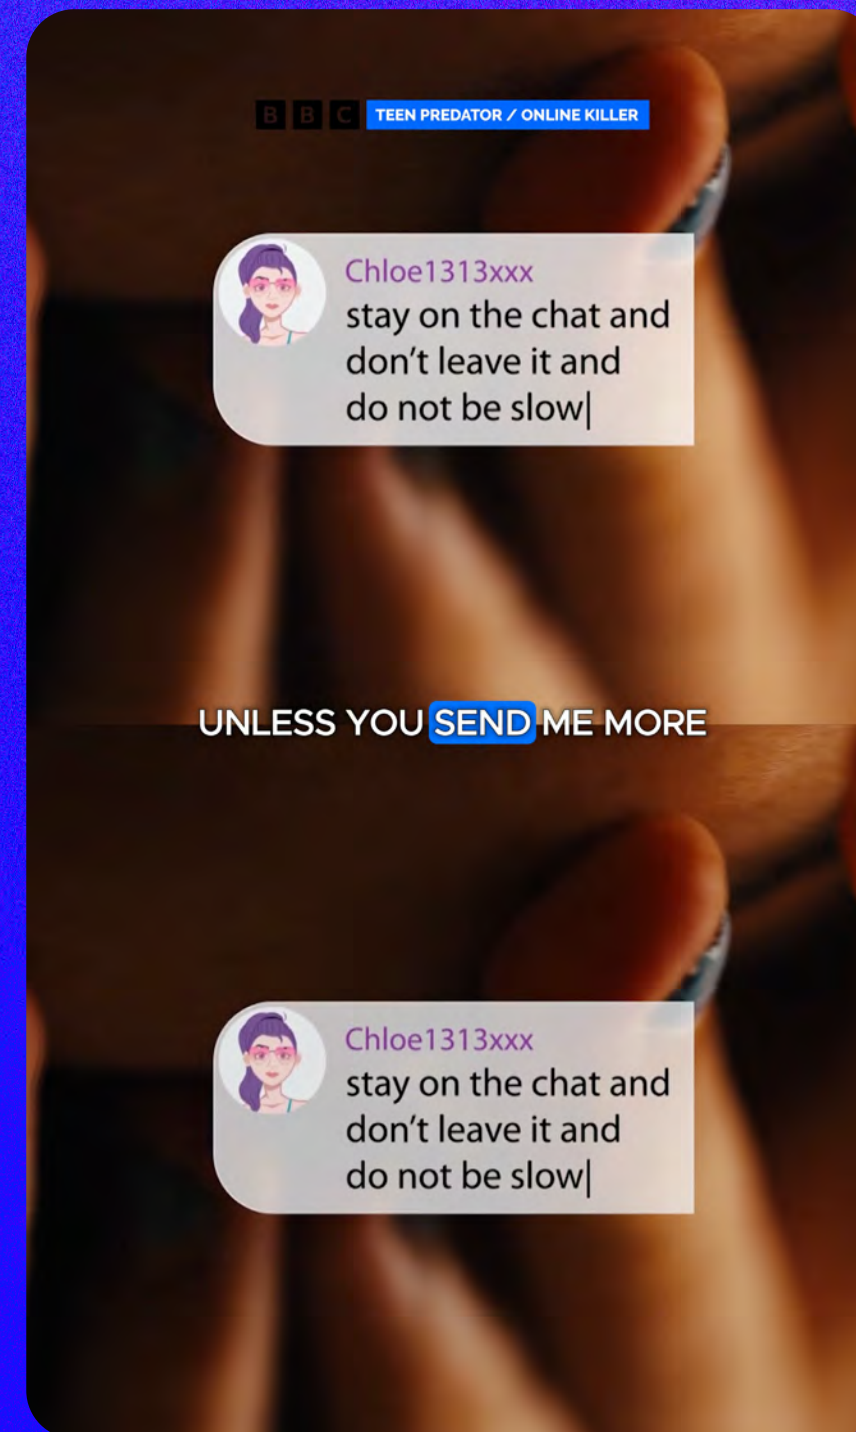 BBC TEEN PREDATOR / ONLINE KILLER
Chloe1313xxx
stay on the chat and
don’t leave it and
do not be slow|
UNLESS YOU SEND ME MORE
Chloe1313xxx
stay on the chat and
don’t leave it and
do not be slow|